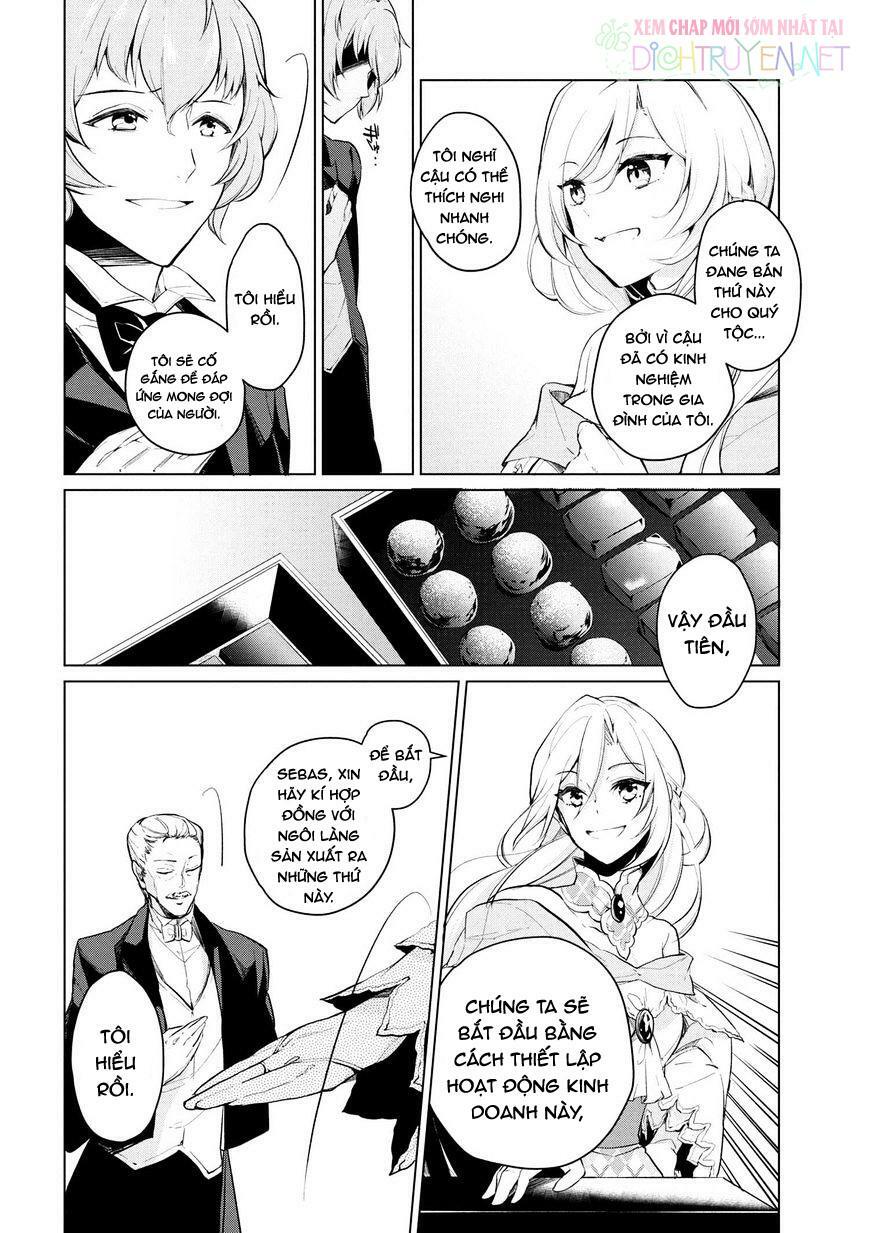 XEM CHAP MỚI SỚM NHẤT TẠI
DICHTRUYEN.NET
CHÚNG TA
ĐANG BÁN
THỨ NÀY
CHO QUÝ
TỘC...
BỞI VÌ CẬU
ĐÃ CÓ KINH
NGHIỆM
TRONG GIA
ĐÌNH CỦA TÔI.
TÔI NGHĨ
CẬU CÓ THỂ
THÍCH NGHI
NHANH
CHÓNG.
TÔI HIỂU
RỒI.
TÔI SẼ CỐ
GẮNG ĐỂ ĐÁP
ỨNG MONG ĐỢI
CỦA NGƯỜI.
VẬY ĐẦU
TIÊN,
CHÚNG TA SẼ
BẮT ĐẦU BẰNG
CÁCH THIẾT LẬP
HOẠT ĐỘNG KINH
DOANH NÀY,
ĐỂ BẮT
ĐẦU,
SEBAS, XIN
HÃY KÍ HỢP
ĐỒNG VỚI
NGÔI LÀNG
SẢN XUẤT RA
NHỮNG THỨ
NÀY.
TÔI
HIỂU
RỒI.